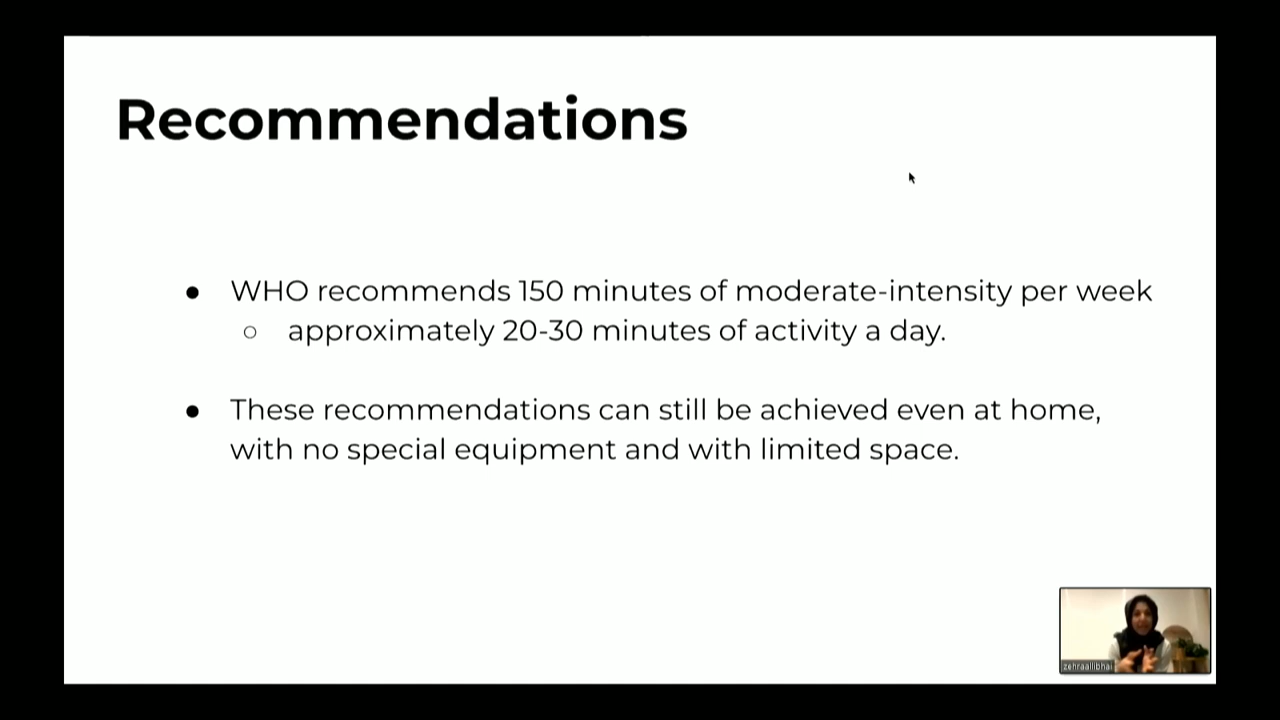 Recommendations
● WHO recommends 150 minutes of moderate-intensity per week
○ approximately 20-30 minutes of activity a day.
● These recommendations can still be achieved even at home,
with no special equipment and with limited space.
zehraallibhai